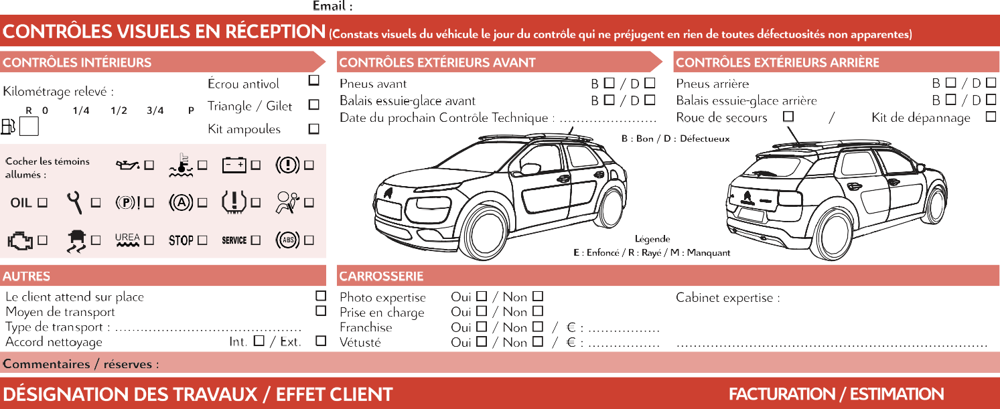 Email :
CONTRÔLES VISUELS EN RÉCEPTION (Constats visuels du véhicule le jour du contrôle qui ne préjugent en rien de toutes défectuosités non apparentes)
CONTRÔLES INTÉRIEURS
Kilométrage relevé :
R 0 1/4 1/2 3/4 P
Écrou antivol
Triangle / Gilet
Kit ampoules
Cocher les témoins
allumés :
OIL
P !
A
UREA
STOP
SERVICE
ABS
CONTRÔLES EXTÉRIEURS AVANT
Pneus avant B / D
Balais essuie-glace avant B / D
Date du prochain Contrôle Technique : .......................
CONTRÔLES EXTÉRIEURS ARRIÈRE
Pneus arrière B / D
Balais essuie-glace arrière B / D
Roue de secours / Kit de dépannage
B : Bon / D : Défectueux
Légende
E : Enfoncé / R : Rayé / M : Manquant
AUTRES
Le client attend sur place
Moyen de transport
Type de transport : ............................................
Accord nettoyage Int. / Ext.
CARROSSERIE
Photo expertise Oui / Non
Prise en charge Oui / Non
Franchise Oui / Non / € : .................
Vétusté Oui / Non / € : .................
Cabinet expertise :
..........................................................................
Commentaires / réserves :
DÉSIGNATION DES TRAVAUX / EFFET CLIENT
FACTURATION / ESTIMATION